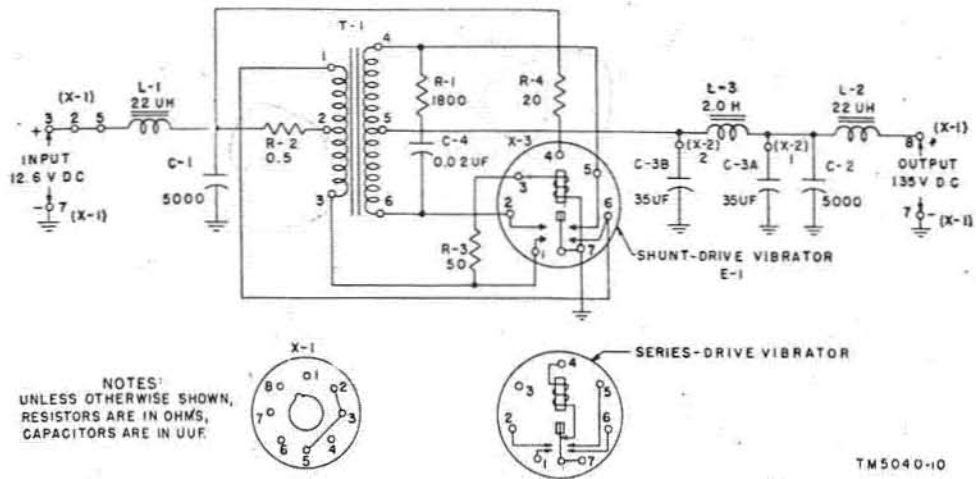 T-1
4
1
L-1
22 UH
(X-1)
3
2
5
+
INPUT
12.6 V DC
-
7
(X-1)
C-1
5000
R-2
0.5
2
5
3
6
R-1
1800
C-4
0.02UF
R-4
20
X-3
4
3
5
2
6
1
7
R-3
50
L-3
2.0 H
L-2
22 UH
(X-2)
2
(X-2)
1
C-3B
35UF
C-3A
35UF
C-2
5000
8
+
(X-1)
OUTPUT
135V DC
7
-
(X-1)
SHUNT-DRIVE VIBRATOR
E-1
NOTES:
UNLESS OTHERWISE SHOWN,
RESISTORS ARE IN OHMS,
CAPACITORS ARE IN UUF.
X-1
1
2
3
4
5
6
7
8
SERIES-DRIVE VIBRATOR
4
3
5
2
6
1
7
TM5040-10